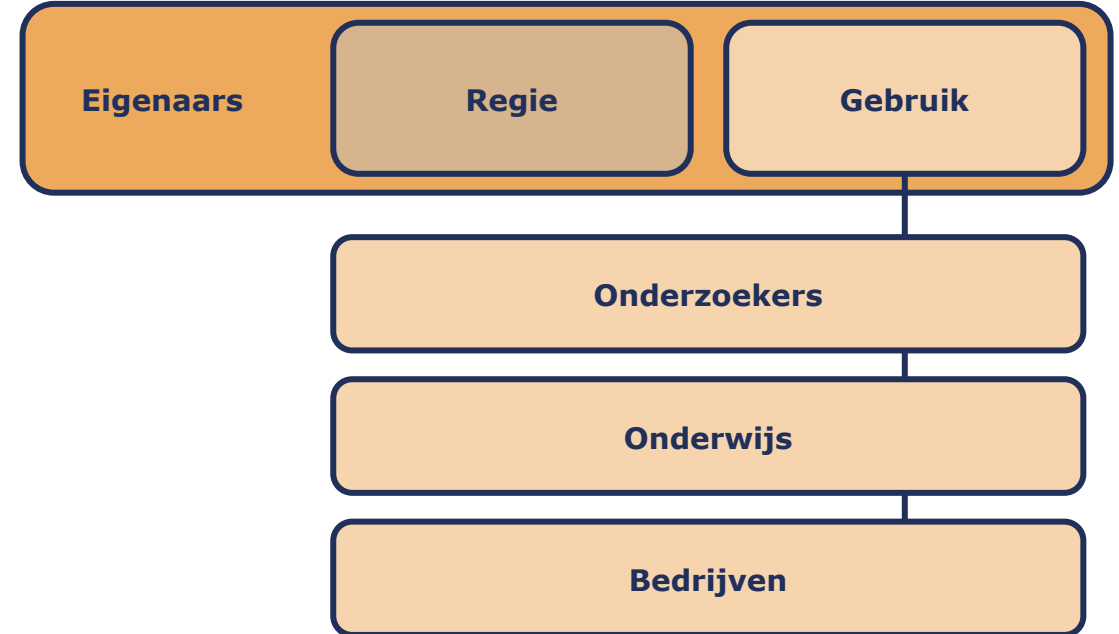 Eigenaars
Regie
Gebruik
Onderzoekers
Onderwijs
Bedrijven